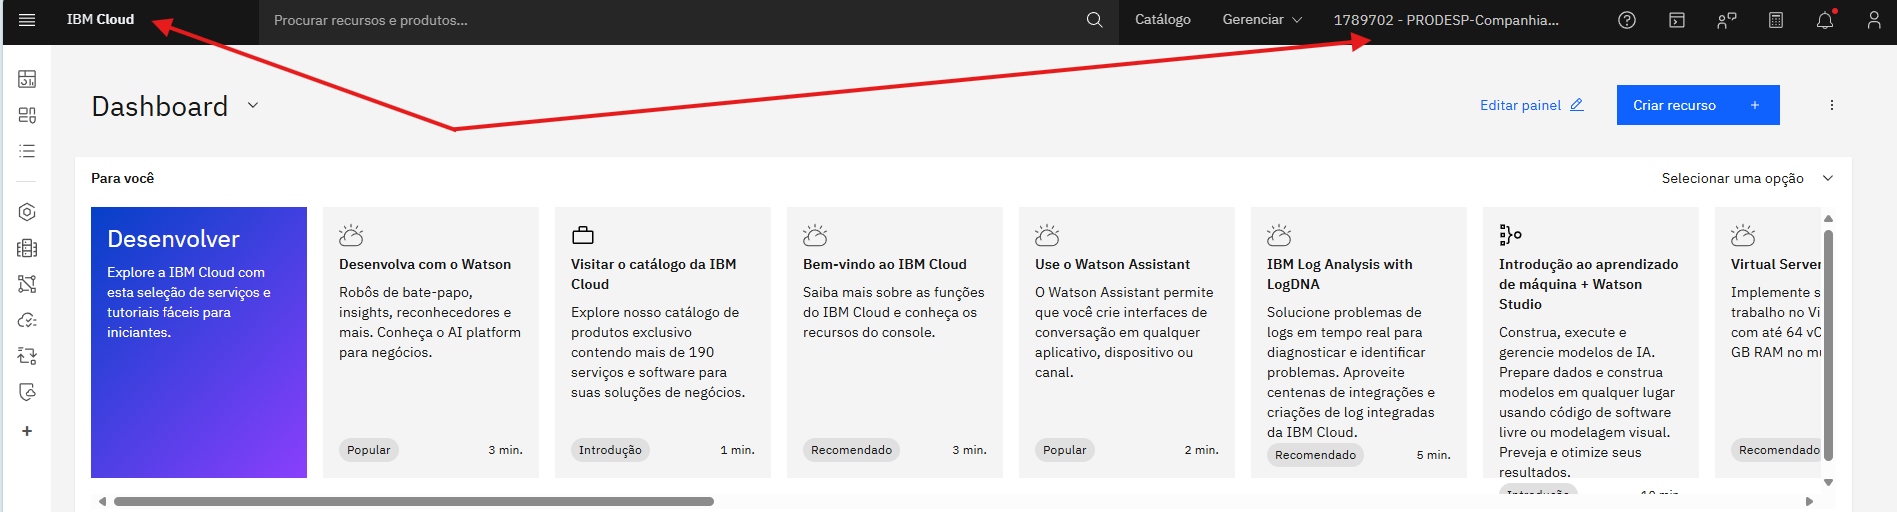 IBM Cloud
Procurar recursos e produtos...
Catálogo
Gerenciar
1789702 - PRODESP-Companhia...
Dashboard
Editar painel
Criar recurso +
Para você
Selecionar uma opção
Desenvolver
Explore a IBM Cloud com
esta seleção de serviços e
tutoriais fáceis para
iniciantes.
Desenvolva com o Watson
Robôs de bate-papo,
insights, reconhecedores e
mais. Conheça o AI platform
para negócios.
Popular
3 min.
Visitar o catálogo da IBM
Cloud
Explore nosso catálogo de
produtos exclusivo
contendo mais de 190
serviços e software para
suas soluções de negócios.
Introdução
1 min.
Bem-vindo ao IBM Cloud
Saiba mais sobre as funções
do IBM Cloud e conheça os
recursos do console.
Recomendado
3 min.
Use o Watson Assistant
O Watson Assistant permite
que você crie interfaces de
conversação em qualquer
aplicativo, dispositivo ou
canal.
Popular
2 min.
IBM Log Analysis with
LogDNA
Solucione problemas de
logs em tempo real para
diagnosticar e identificar
problemas. Aproveite
centenas de integrações e
criações de log integradas
da IBM Cloud.
Recomendado
5 min.
Introdução ao aprendizado
de máquina + Watson
Studio
Construa, execute e
gerencie modelos de IA.
Prepare dados e construa
modelos em qualquer lugar
usando código de software
livre ou modelagem visual.
Preveja e otimize seus
resultados.
Introdução
10 min.
Virtual Server
Implemente s
trabalho no Vi
com até 64 vC
GB RAM no mu
Recomendado